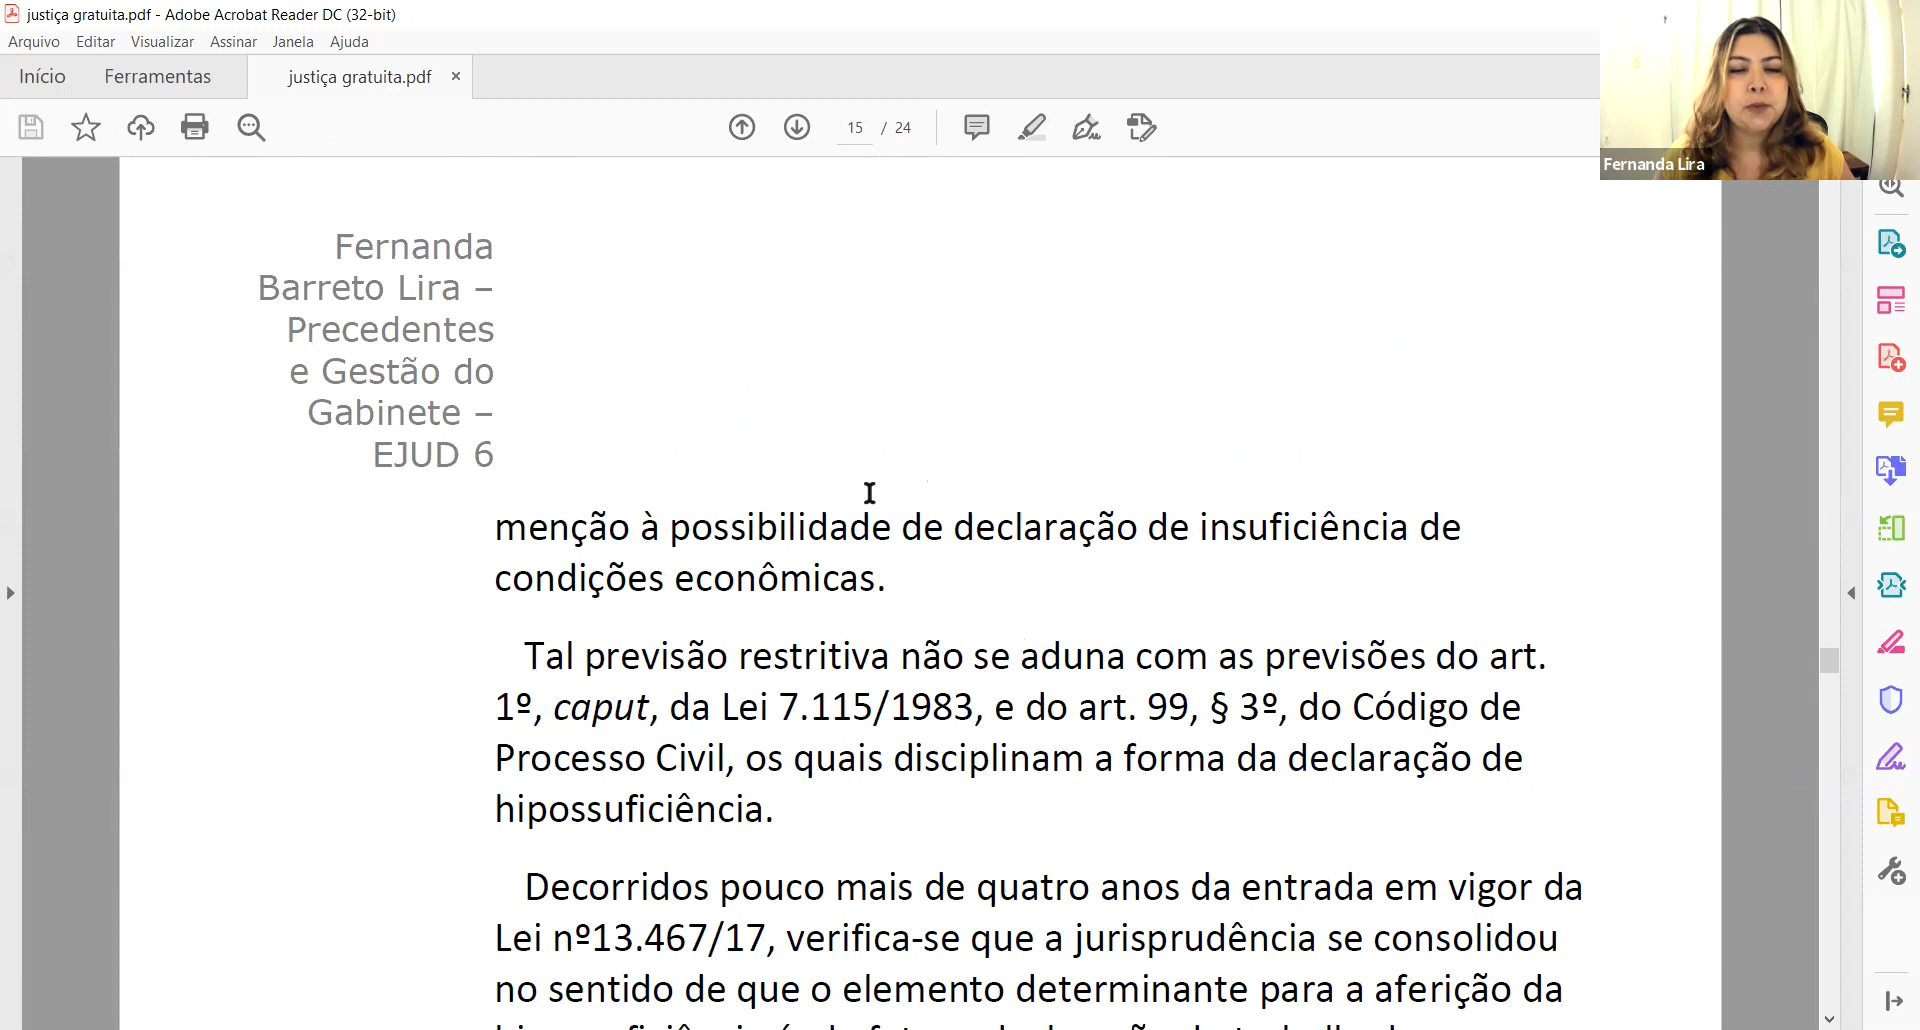 justiça gratuita.pdf - Adobe Acrobat Reader DC (32-bit)
Arquivo Editar Visualizar Assinar Janela Ajuda
Início Ferramentas justiça gratuita.pdf ×
15 / 24
Fernanda Lira
Fernanda
Barreto Lira –
Precedentes
e Gestão do
Gabinete –
EJUD 6
menção à possibilidade de declaração de insuficiência de
condições econômicas.
Tal previsão restritiva não se aduna com as previsões do art.
1º, caput, da Lei 7.115/1983, e do art. 99, § 3º, do Código de
Processo Civil, os quais disciplinam a forma da declaração de
hipossuficiência.
Decorridos pouco mais de quatro anos da entrada em vigor da
Lei nº13.467/17, verifica-se que a jurisprudência se consolidou
no sentido de que o elemento determinante para a aferição da